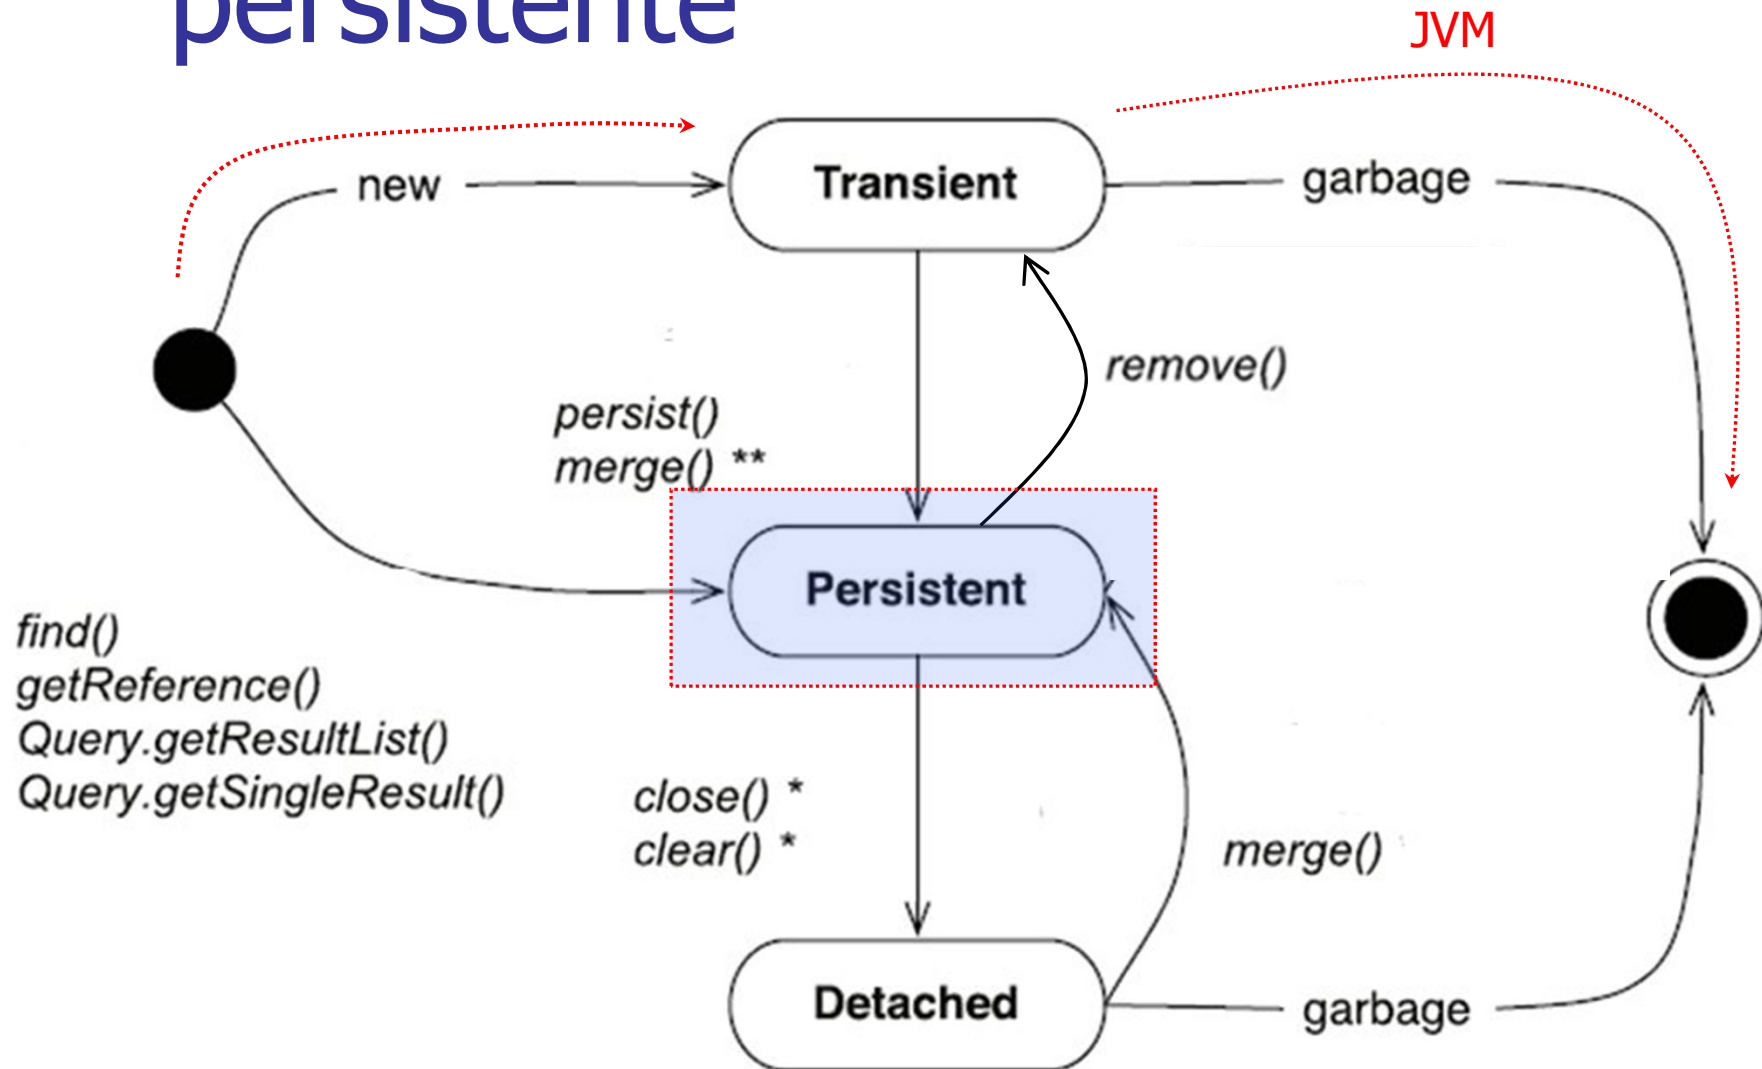 persistente
JVM
new
Transient
garbage
remove()
persist()
merge() **
Persistent
find()
getReference()
Query.getResultList()
Query.getSingleResult()
close() *
clear() *
merge()
Detached
garbage